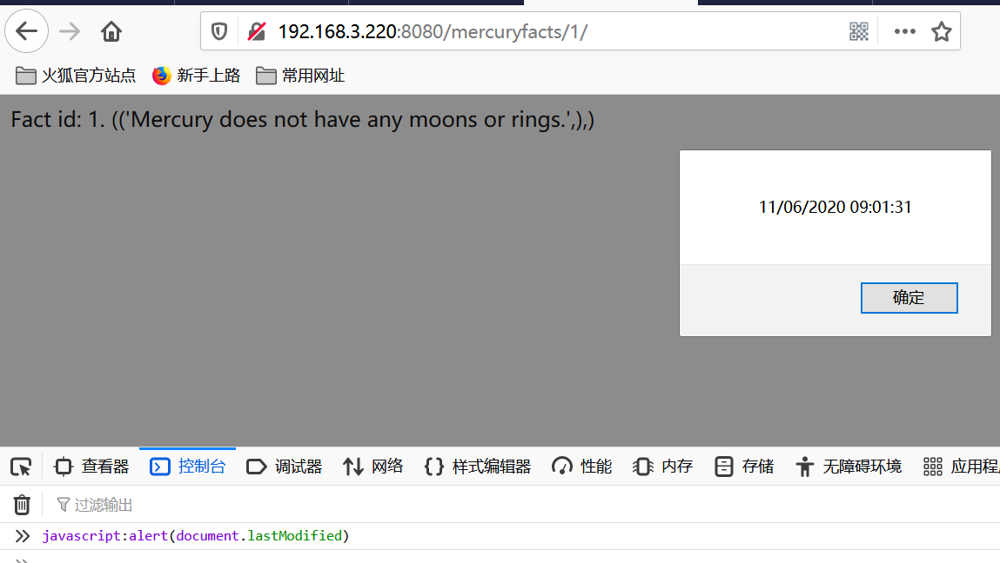 192.168.3.220:8080/mercuryfacts/1/
火狐官方站点 新手上路 常用网址
Fact id: 1. (('Mercury does not have any moons or rings.',),)
11/06/2020 09:01:31
确定
查看器 控制台 调试器 网络 样式编辑器 性能 内存 存储 无障碍环境 应用程
过滤输出
javascript:alert(document.lastModified)